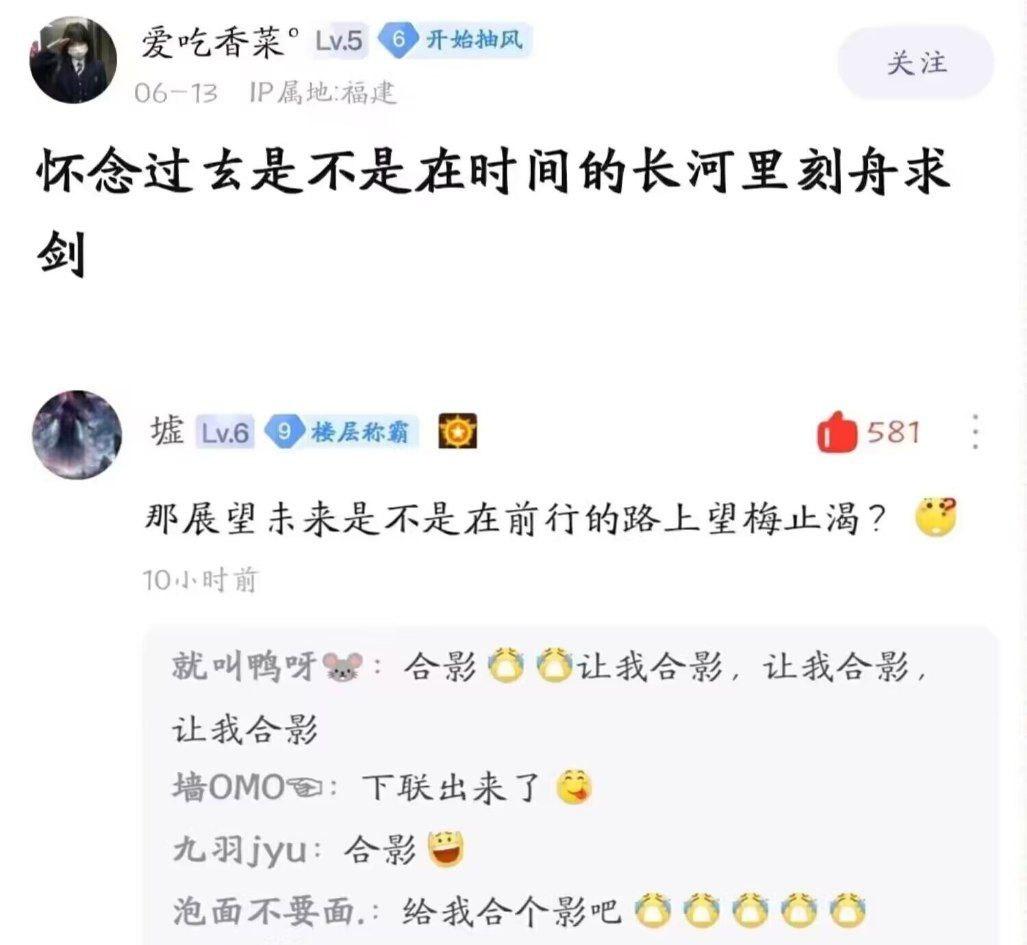 爱吃香菜° Lv.5 6 开始抽风
关注
06-13 IP属地:福建
怀念过去是不是在时间的长河里刻舟求
剑
墟 Lv.6 9 楼层称霸 581
那展望未来是不是在前行的路上望梅止渴？
10小时前
就叫鸭呀🐭：合影😭😭让我合影，让我合影，
让我合影
墙OMO☜：下联出来了😜
九羽jyu：合影😄
泡面不要面.：给我合个影吧😭😭😭😭😭